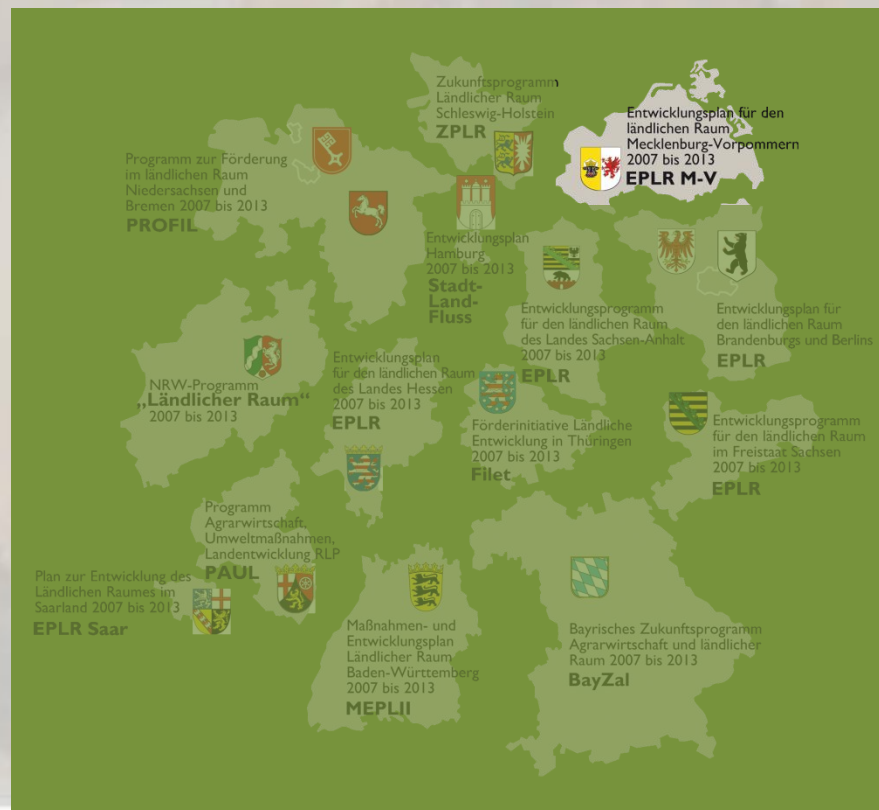 Zukunftsprogramm
Ländlicher Raum
Schleswig-Holstein
ZPLR
Entwicklungsplan für den
ländlichen Raum
Mecklenburg-Vorpommern
2007 bis 2013
EPLR M-V
Programm zur Förderung
im ländlichen Raum
Niedersachsen und
Bremen 2007 bis 2013
PROFIL
Entwicklungsplan
Hamburg
2007 bis 2013
Stadt-
Land-
Fluss
Entwicklungsprogramm
für den ländlichen Raum
des Landes Sachsen-Anhalt
2007 bis 2013
EPLR
Entwicklungsplan für
den ländlichen Raum
Brandenburgs und Berlins
EPLR
NRW-Programm
„Ländlicher Raum“
2007 bis 2013
Entwicklungsplan
für den ländlichen Raum
des Landes Hessen
2007 bis 2013
EPLR
Förderinitiative Ländliche
Entwicklung in Thüringen
2007 bis 2013
Filet
Entwicklungsprogramm
für den ländlichen Raum
im Freistaat Sachsen
2007 bis 2013
EPLR
Programm
Agrarwirtschaft,
Umweltmaßnahmen,
Landentwicklung RLP
PAUL
Plan zur Entwicklung des
Ländlichen Raumes im
Saarland 2007 bis 2013
EPLR Saar
Maßnahmen- und
Entwicklungsplan
Ländlicher Raum
Baden-Württemberg
2007 bis 2013
MEPLII
Bayrisches Zukunftsprogramm
Agrarwirtschaft und ländlicher
Raum 2007 bis 2013
BayZal